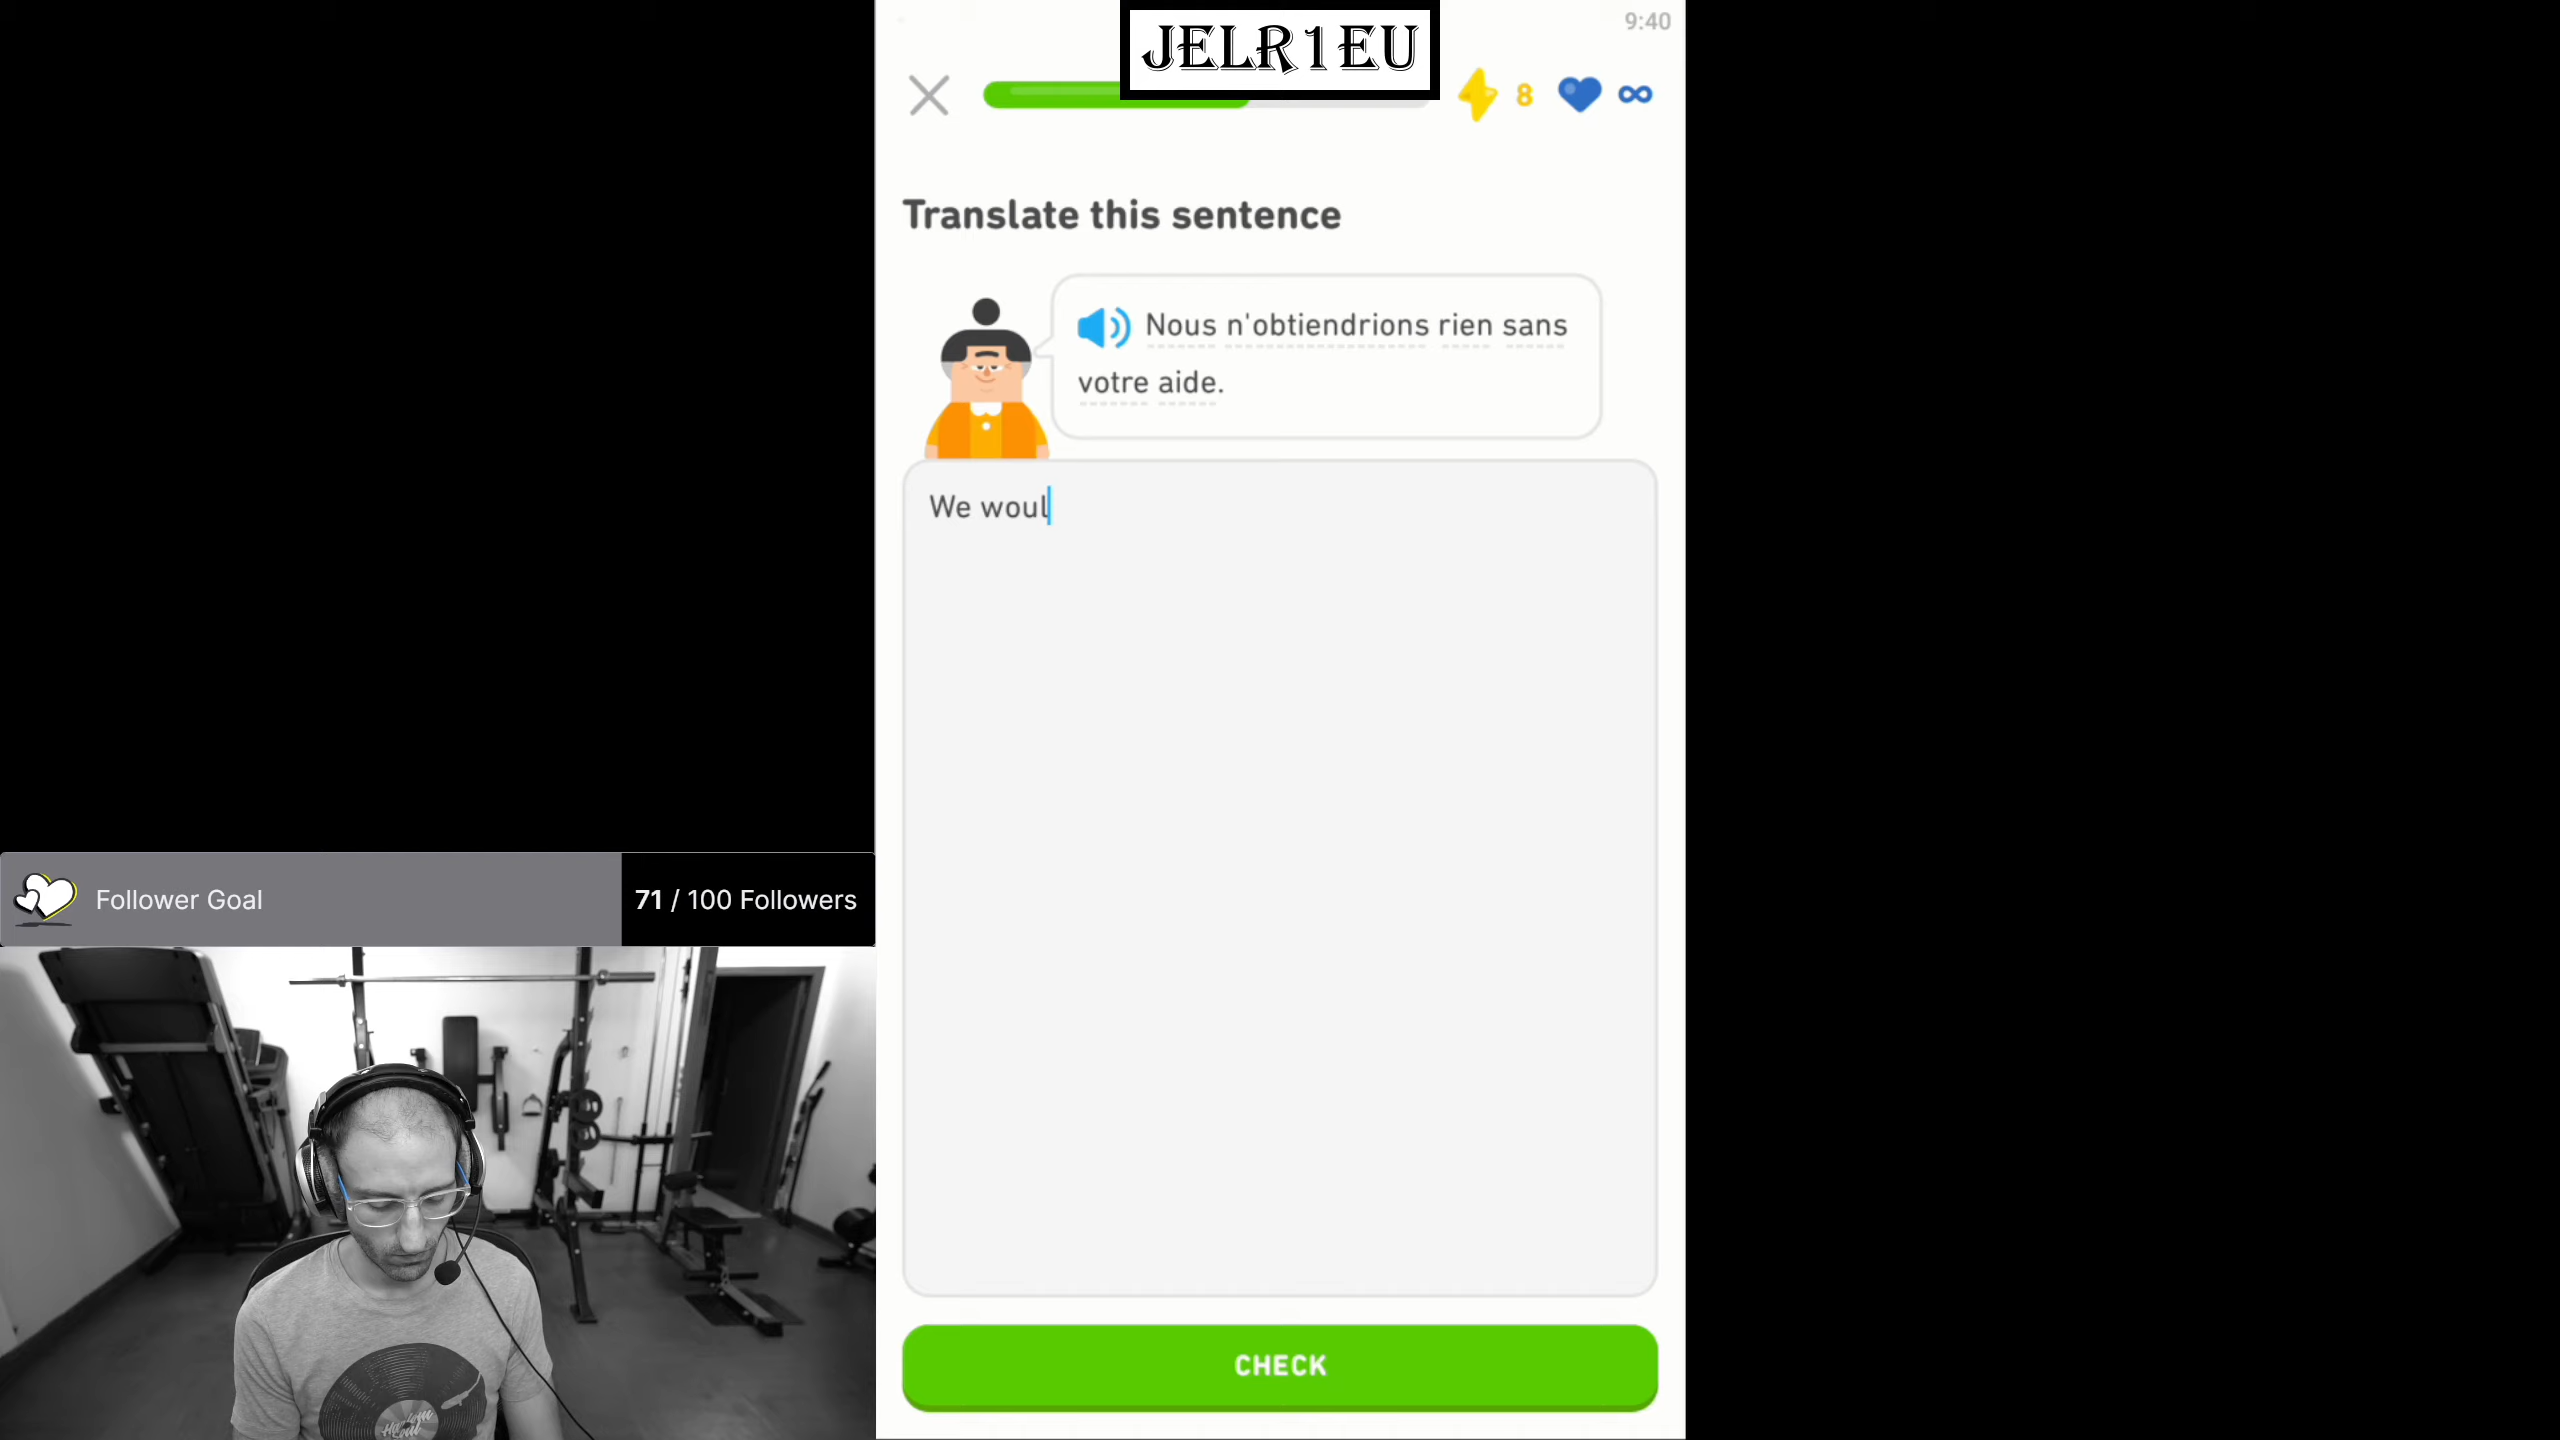 JELR1EU
9:40
8
Translate this sentence
Nous n'obtiendrions rien sans
votre aide.
We woul
Follower Goal
71 / 100 Followers
CHECK